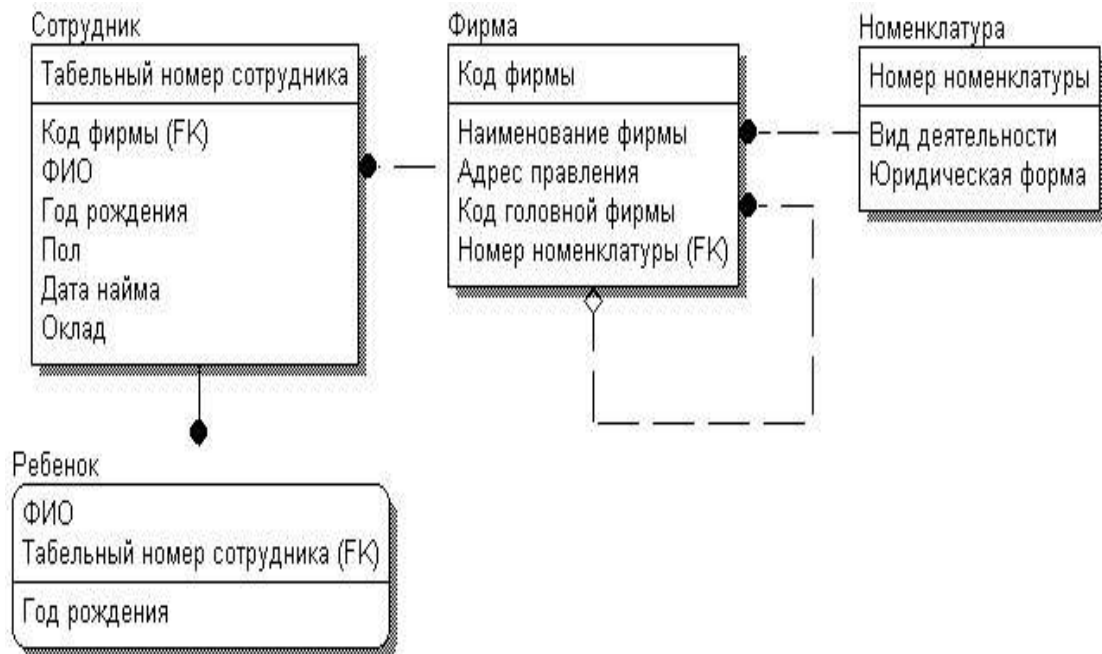 Сотрудник
Табельный номер сотрудника
Код фирмы (FK)
ФИО
Год рождения
Пол
Дата найма
Оклад
Фирма
Код фирмы
Наименование фирмы
Адрес правления
Код головной фирмы
Номер номенклатуры (FK)
Номенклатура
Номер номенклатуры
Вид деятельности
Юридическая форма
Ребенок
ФИО
Табельный номер сотрудника (FK)
Год рождения